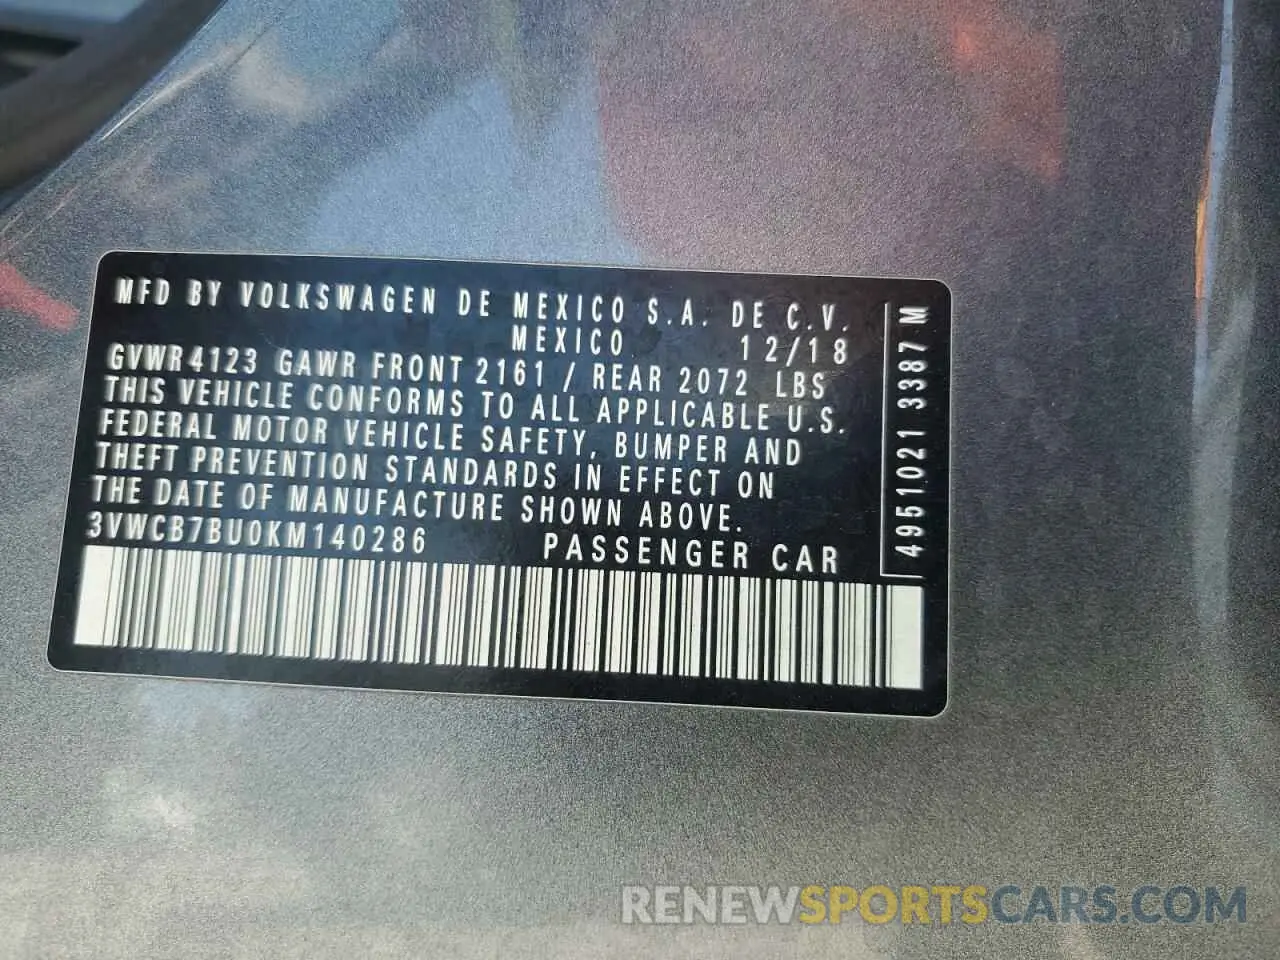 MFD BY VOLKSWAGEN DE MEXICO S.A. DE C.V.
MEXICO 12/18
GVWR 4123 GAWR FRONT 2161 / REAR 2072 LBS
THIS VEHICLE CONFORMS TO ALL APPLICABLE U.S.
FEDERAL MOTOR VEHICLE SAFETY, BUMPER AND
THEFT PREVENTION STANDARDS IN EFFECT ON
THE DATE OF MANUFACTURE SHOWN ABOVE.
3VWCB7BU0KM140286 PASSENGER CAR
4951021 3387 M
RENEWSPORTSCARS.COM